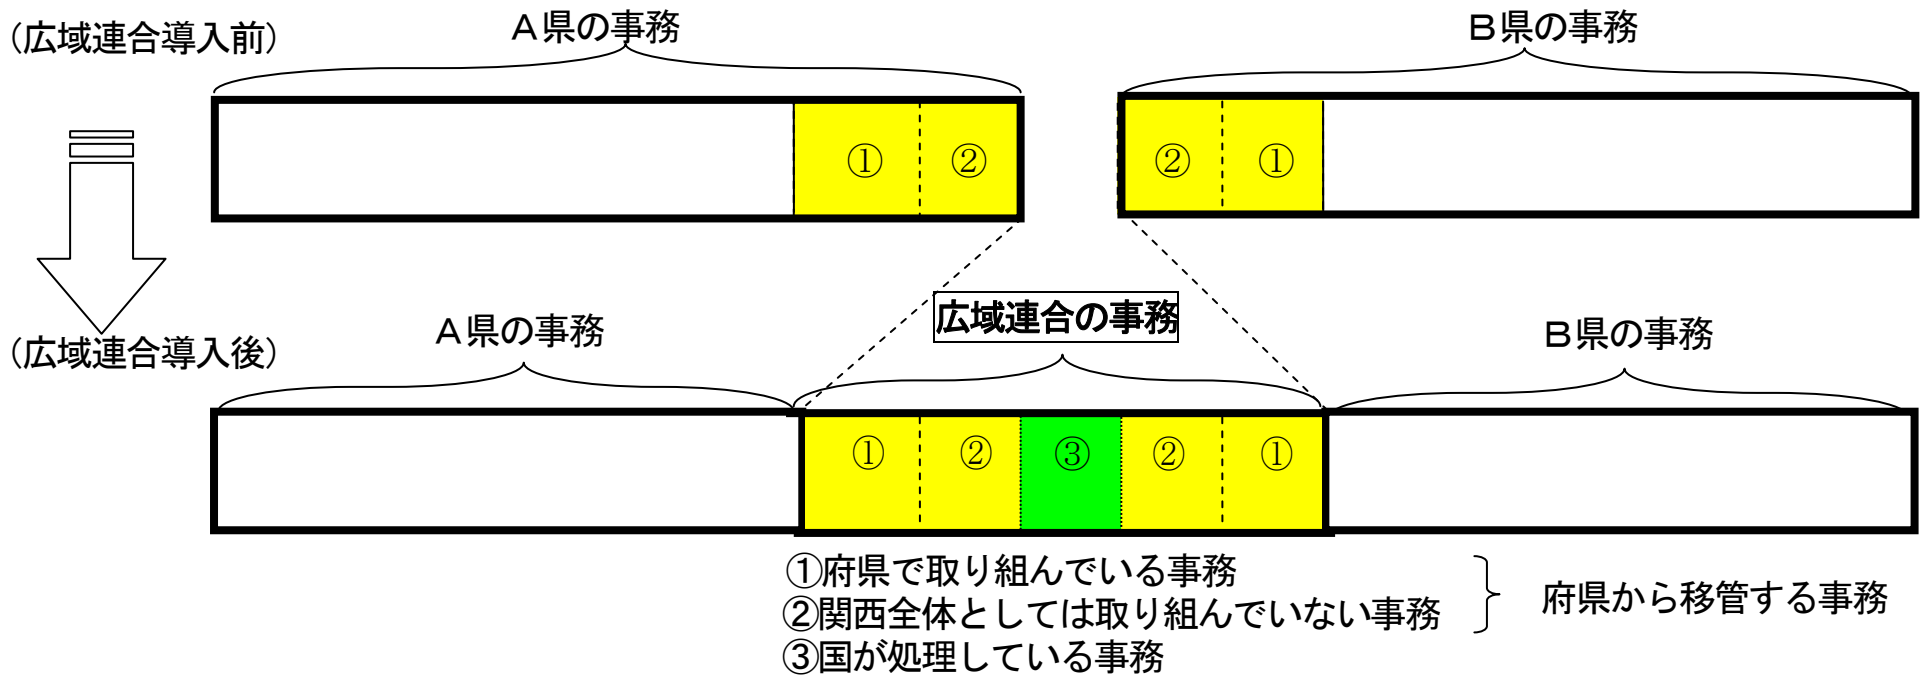 （広域連合導入前）
Ａ県の事務
Ｂ県の事務
① ② ② ①
（広域連合導入後）
Ａ県の事務
広域連合の事務
Ｂ県の事務
① ② ③ ② ①
①府県で取り組んでいる事務
②関西全体としては取り組んでいない事務
③国が処理している事務
府県から移管する事務